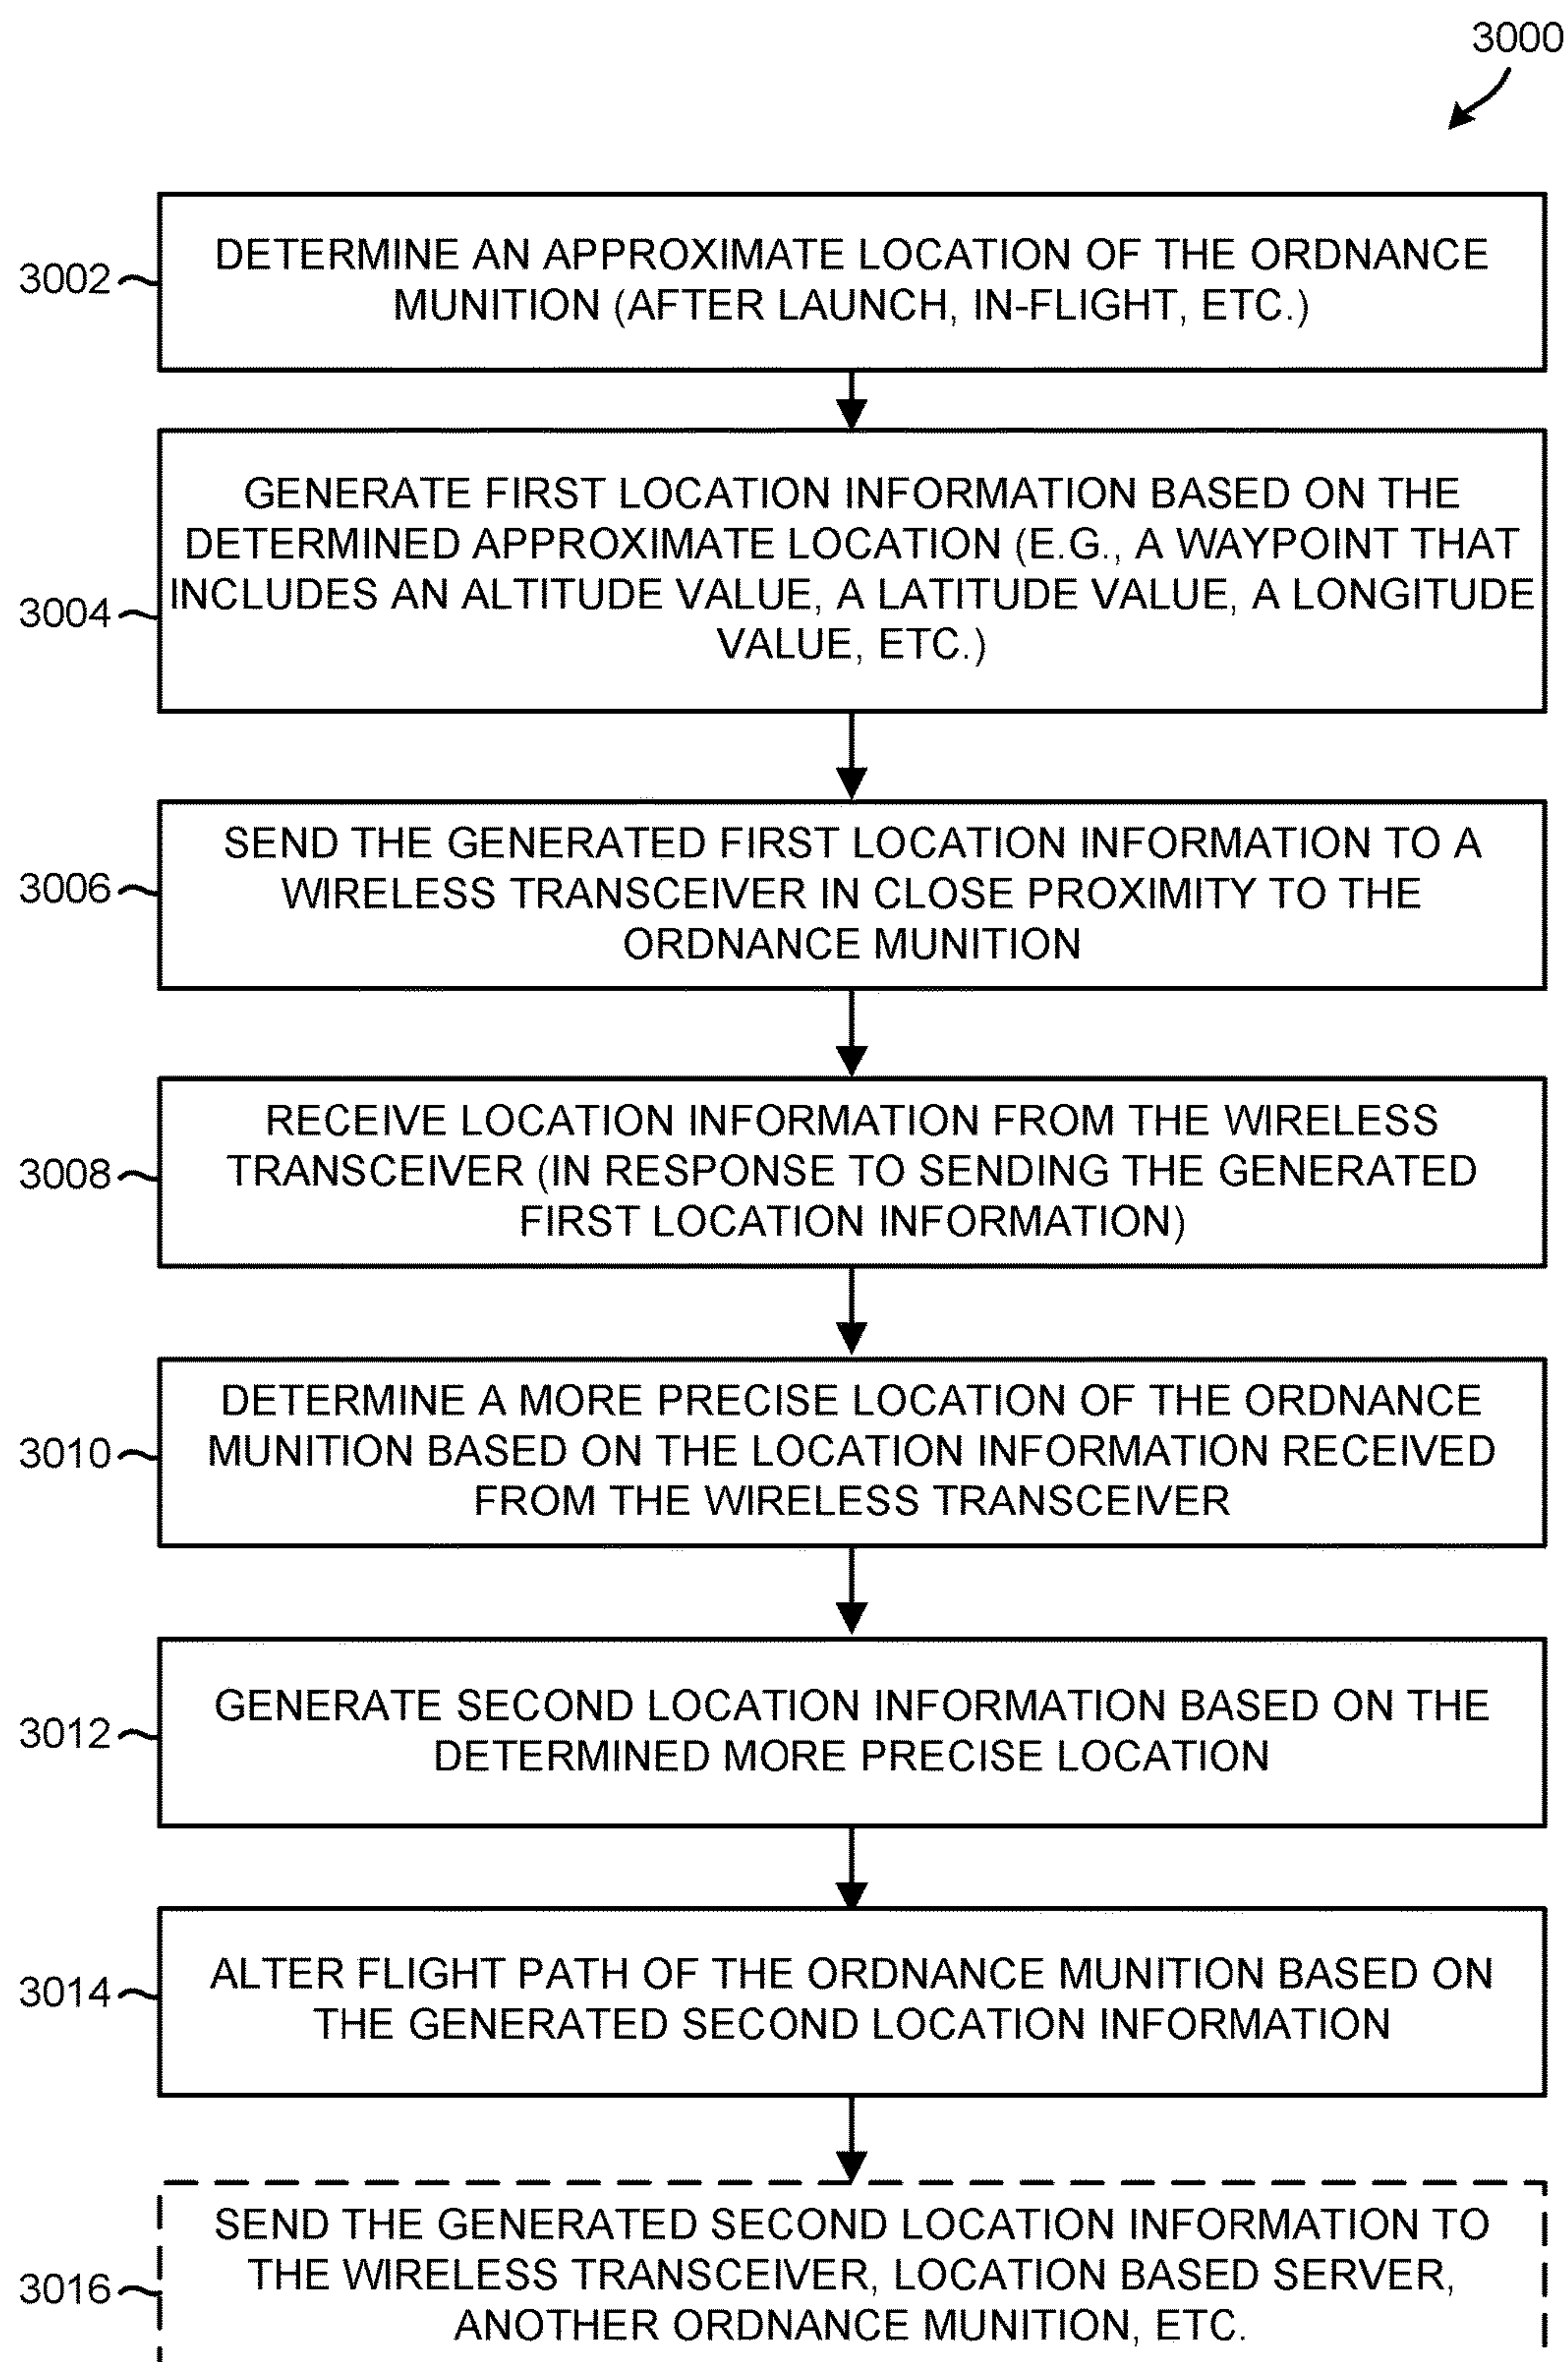 3000
3002
DETERMINE AN APPROXIMATE LOCATION OF THE ORDNANCE
MUNITION (AFTER LAUNCH, IN-FLIGHT, ETC.)
3004
GENERATE FIRST LOCATION INFORMATION BASED ON THE
DETERMINED APPROXIMATE LOCATION (E.G., A WAYPOINT THAT
INCLUDES AN ALTITUDE VALUE, A LATITUDE VALUE, A LONGITUDE
VALUE, ETC.)
3006
SEND THE GENERATED FIRST LOCATION INFORMATION TO A
WIRELESS TRANSCEIVER IN CLOSE PROXIMITY TO THE
ORDNANCE MUNITION
3008
RECEIVE LOCATION INFORMATION FROM THE WIRELESS
TRANSCEIVER (IN RESPONSE TO SENDING THE GENERATED
FIRST LOCATION INFORMATION)
3010
DETERMINE A MORE PRECISE LOCATION OF THE ORDNANCE
MUNITION BASED ON THE LOCATION INFORMATION RECEIVED
FROM THE WIRELESS TRANSCEIVER
3012
GENERATE SECOND LOCATION INFORMATION BASED ON THE
DETERMINED MORE PRECISE LOCATION
3014
ALTER FLIGHT PATH OF THE ORDNANCE MUNITION BASED ON
THE GENERATED SECOND LOCATION INFORMATION
3016
SEND THE GENERATED SECOND LOCATION INFORMATION TO
THE WIRELESS TRANSCEIVER, LOCATION BASED SERVER,
ANOTHER ORDNANCE MUNITION, ETC.